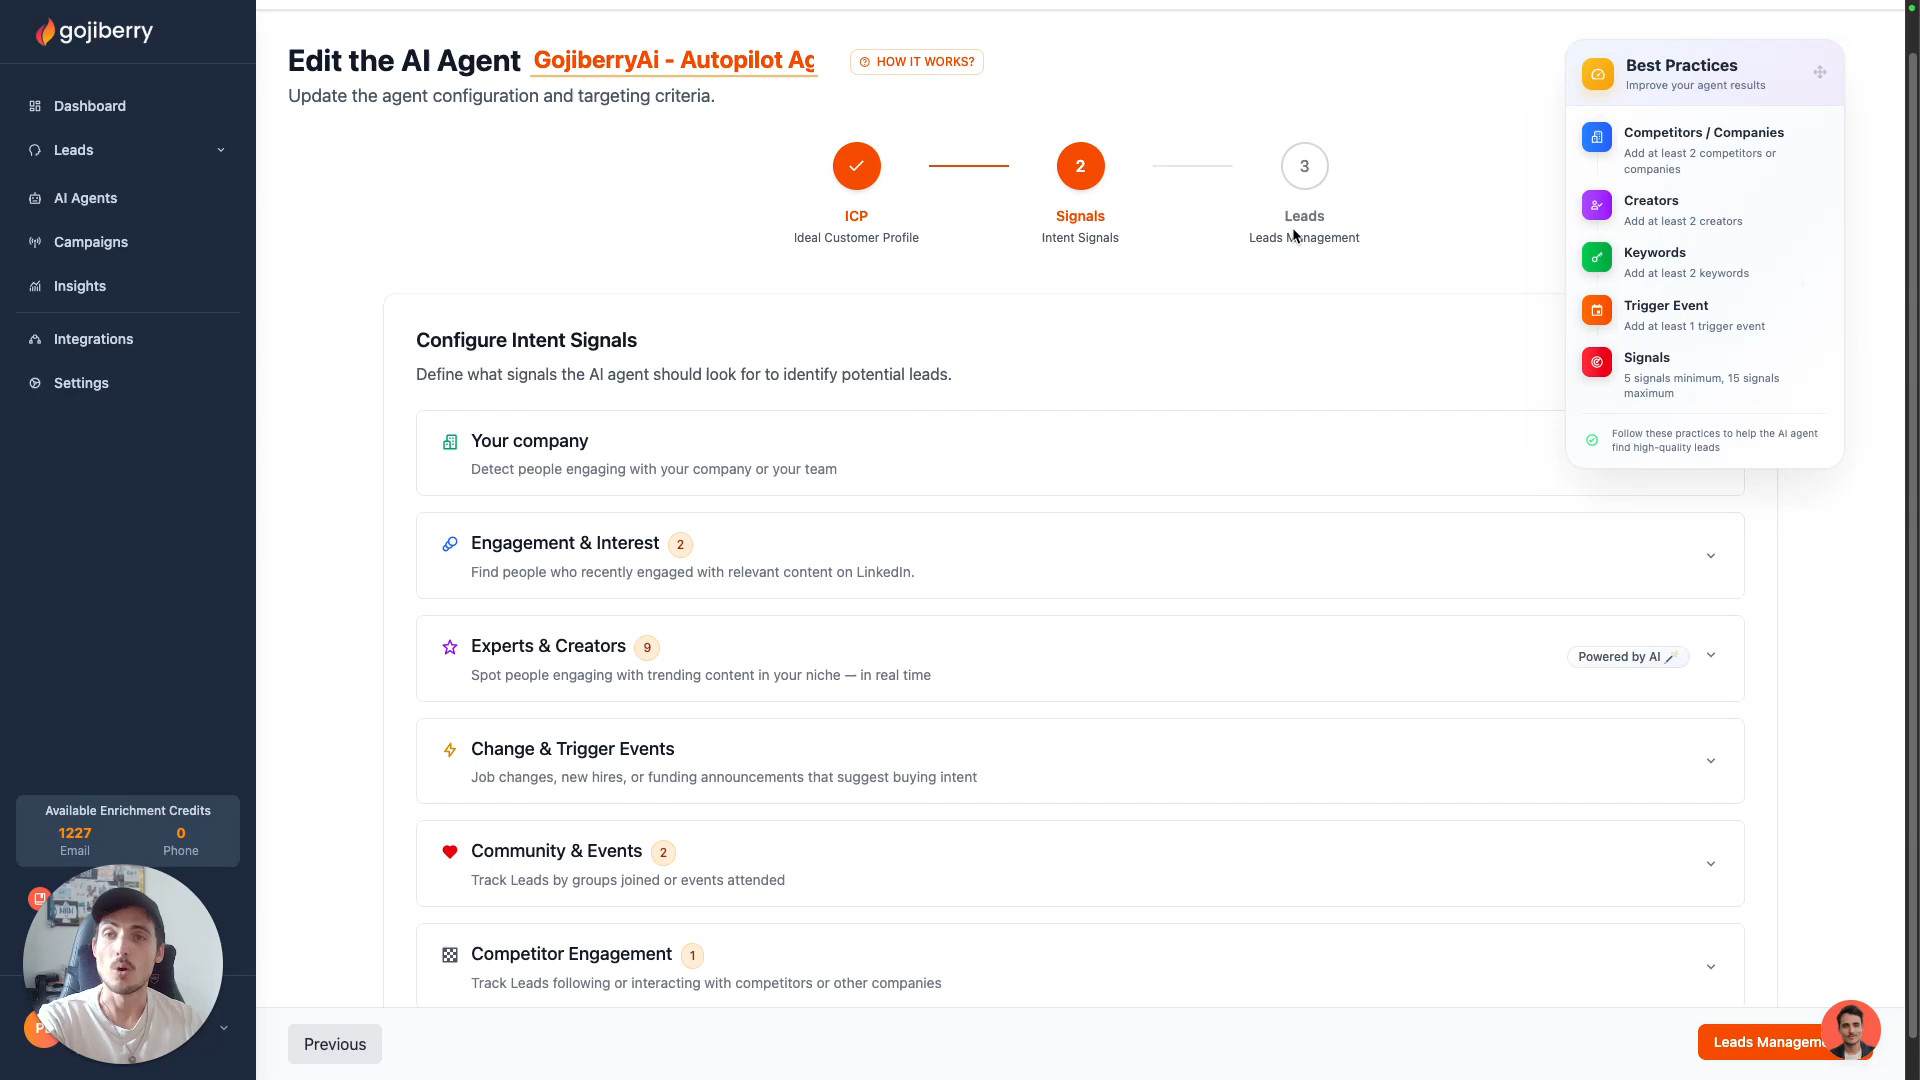 gojiberry
Dashboard
Leads
AI Agents
Campaigns
Insights
Integrations
Settings
Available Enrichment Credits
1227
0
Email
Phone
Edit the AI Agent
GojiberryAi - Autopilot Ag
HOW IT WORKS?
Update the agent configuration and targeting criteria.
ICP
Ideal Customer Profile
2
Signals
Intent Signals
3
Leads
Leads Management
Configure Intent Signals
Define what signals the AI agent should look for to identify potential leads.
Your company
Detect people engaging with your company or your team
Engagement & Interest
2
Find people who recently engaged with relevant content on LinkedIn.
Experts & Creators
9
Spot people engaging with trending content in your niche — in real time
Powered by AI
Change & Trigger Events
Job changes, new hires, or funding announcements that suggest buying intent
Community & Events
2
Track Leads by groups joined or events attended
Competitor Engagement
1
Track Leads following or interacting with competitors or other companies
Previous
Leads Managem
Best Practices
Improve your agent results
Competitors / Companies
Add at least 2 competitors or
companies
Creators
Add at least 2 creators
Keywords
Add at least 2 keywords
Trigger Event
Add at least 1 trigger event
Signals
5 signals minimum, 15 signals
maximum
Follow these practices to help the AI agent
find high-quality leads